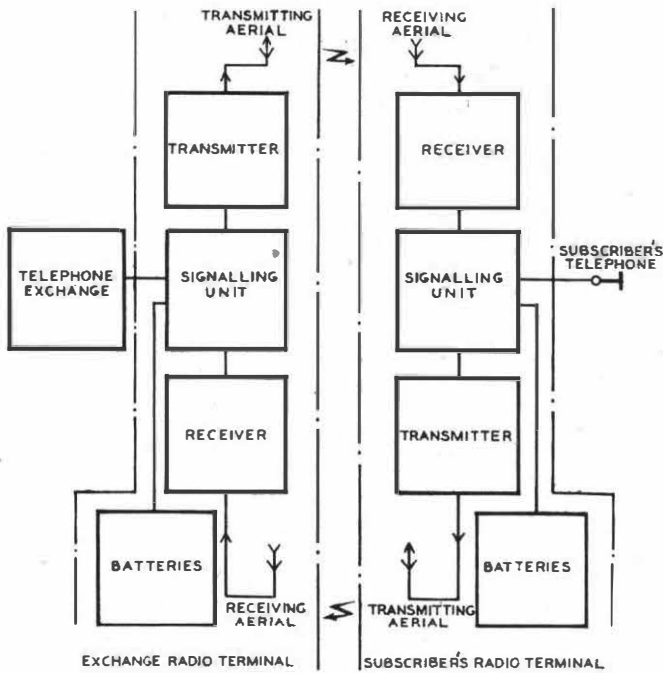 TRANSMITTING
AERIAL
RECEIVING
AERIAL
TRANSMITTER
RECEIVER
TELEPHONE
EXCHANGE
SIGNALLING
UNIT
SIGNALLING
UNIT
SUBSCRIBER'S
TELEPHONE
RECEIVER
TRANSMITTER
BATTERIES
BATTERIES
RECEIVING
AERIAL
TRANSMITTING
AERIAL
EXCHANGE RADIO TERMINAL
SUBSCRIBER'S RADIO TERMINAL